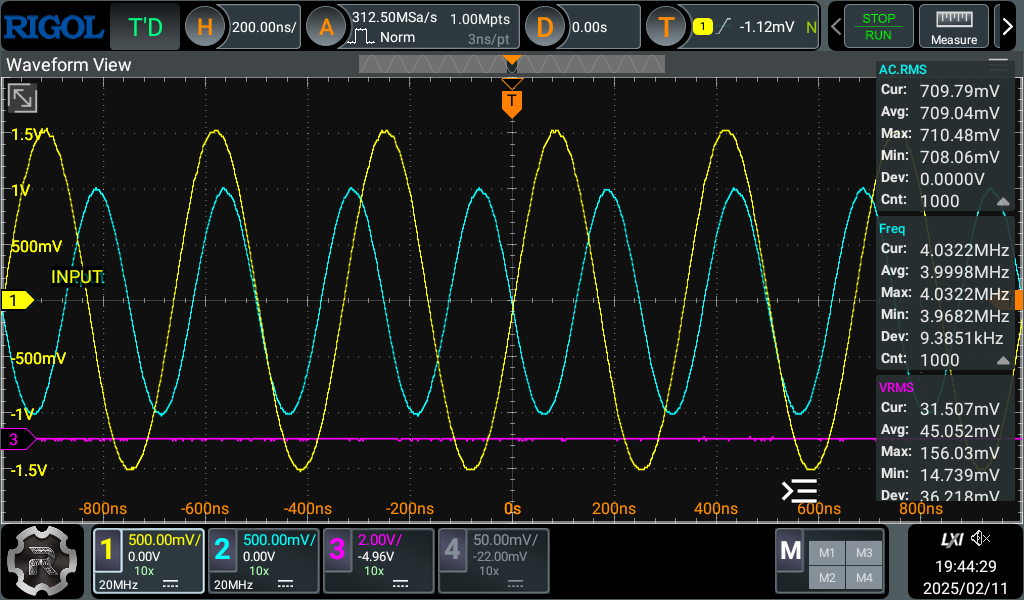 RIGOL T'D H 200.00ns/ A 312.50MSa/s 1.00Mpts Norm 3ns/pt D 0.00s T 1 -1.12mV N STOP RUN Measure
Waveform View
T
AC.RMS
Cur: 709.79mV
Avg: 709.04mV
Max: 710.48mV
Min: 708.06mV
Dev: 0.0000V
Cnt: 1000
Freq
Cur: 4.0322MHz
Avg: 3.9998MHz
Max: 4.0322MHz
Min: 3.9682MHz
Dev: 9.3851kHz
Cnt: 1000
VRMS
Cur: 31.507mV
Avg: 45.052mV
Max: 156.03mV
Min: 14.739mV
Dev: 36.218mV
1.5V
1V
500mV
INPUT
1
-500mV
-1V
3
-1.5V
-800ns -600ns -400ns -200ns 0s 200ns 400ns 600ns 800ns
R
1 500.00mV/ 0.00V 10x 20MHz
2 500.00mV/ 0.00V 10x 20MHz
3 2.00V/ -4.96V 10x
4 50.00mV/ -22.00mV 10x
M M1 M3 M2 M4
LXI
19:44:29
2025/02/11